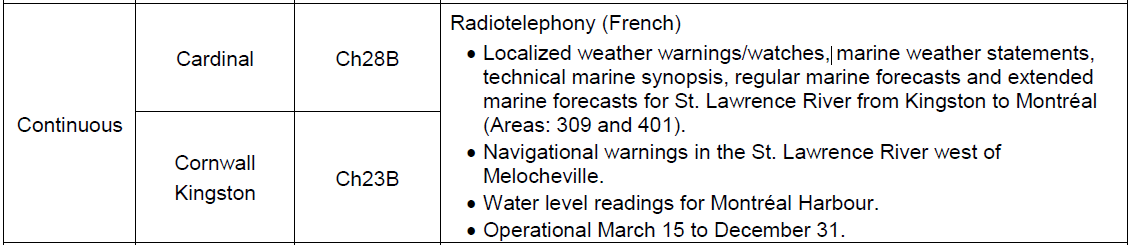 Radiotelephony (French)
Cardinal
Ch28B
• Localized weather warnings/watches, marine weather statements,
technical marine synopsis, regular marine forecasts and extended
marine forecasts for St. Lawrence River from Kingston to Montréal
(Areas: 309 and 401).
Continuous
Cornwall
Kingston
Ch23B
• Navigational warnings in the St. Lawrence River west of
Melocheville.
• Water level readings for Montréal Harbour.
• Operational March 15 to December 31.